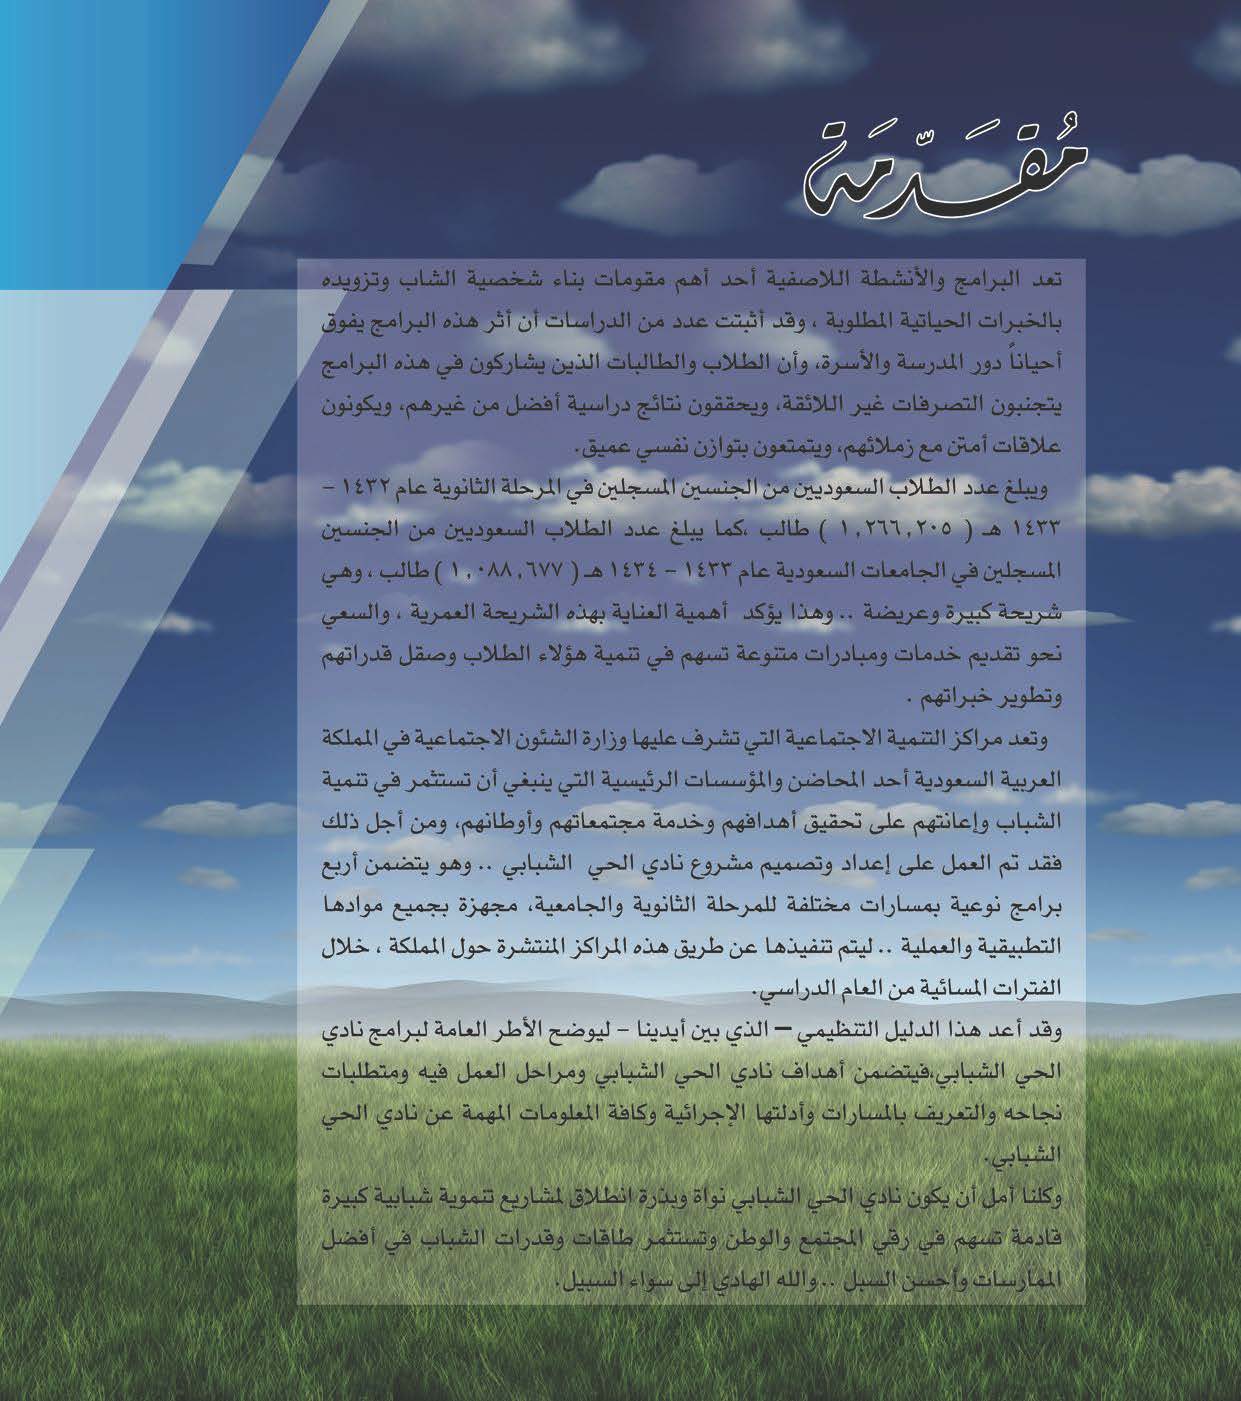 مُقَدِّمَة
تعد البرامج والأنشطة اللاصفية أحد أهم مقومات بناء شخصية الشاب وتزويده
بالخبرات الحياتية المطلوبة ، وقد أثبتت عدد من الدراسات أن أثر هذه البرامج يفوق
أحياناً دور المدرسة والأسرة، وأن الطلاب والطالبات الذين يشاركون في هذه البرامج
يتجنبون التصرفات غير اللائقة، ويحققون نتائج دراسية أفضل من غيرهم، ويكونون
علاقات أمتن مع زملائهم، ويتمتعون بتوازن نفسي عميق.
ويبلغ عدد الطلاب السعوديين من الجنسين المسجلين في المرحلة الثانوية عام ١٤٣٢ –
١٤٣٣ هـ ( ١,٢٦٦,٢٠٥ ) طالب ،كما يبلغ عدد الطلاب السعوديين من الجنسين
المسجلين في الجامعات السعودية عام ١٤٣٣ – ١٤٣٤ هـ ( ١,٠٨٨,٦٧٧ ) طالب ، وهي
شريحة كبيرة وعريضة .. وهذا يؤكد أهمية العناية بهذه الشريحة العمرية ، والسعي
نحو تقديم خدمات ومبادرات متنوعة تسهم في تنمية هؤلاء الطلاب وصقل قدراتهم
وتطوير خبراتهم .
وتعد مراكز التنمية الاجتماعية التي تشرف عليها وزارة الشئون الاجتماعية في المملكة
العربية السعودية أحد المحاضن والمؤسسات الرئيسية التي ينبغي أن تستثمر في تنمية
الشباب وإعانتهم على تحقيق أهدافهم وخدمة مجتمعاتهم وأوطانهم، ومن أجل ذلك
فقد تم العمل على إعداد وتصميم مشروع نادي الحي الشبابي .. وهو يتضمن أربع
برامج نوعية بمسارات مختلفة للمرحلة الثانوية والجامعية، مجهزة بجميع موادها
التطبيقية والعملية .. ليتم تنفيذها عن طريق هذه المراكز المنتشرة حول المملكة ، خلال
الفترات المسائية من العام الدراسي.
وقد أعد هذا الدليل التنظيمي – الذي بين أيدينا – ليوضح الأطر العامة لبرامج نادي
الحي الشبابي،فيتضمن أهداف نادي الحي الشبابي ومراحل العمل فيه ومتطلبات
نجاحه والتعريف بالمسارات وأدلتها الإجرائية وكافة المعلومات المهمة عن نادي الحي
الشبابي.
وكلنا أمل أن يكون نادي الحي الشبابي نواة وبذرة انطلاق لمشاريع تنموية شبابية كبيرة
قادمة تسهم في رقي المجتمع والوطن وتستثمر طاقات وقدرات الشباب في أفضل
الممارسات وأحسن السبل .. والله الهادي إلى سواء السبيل.